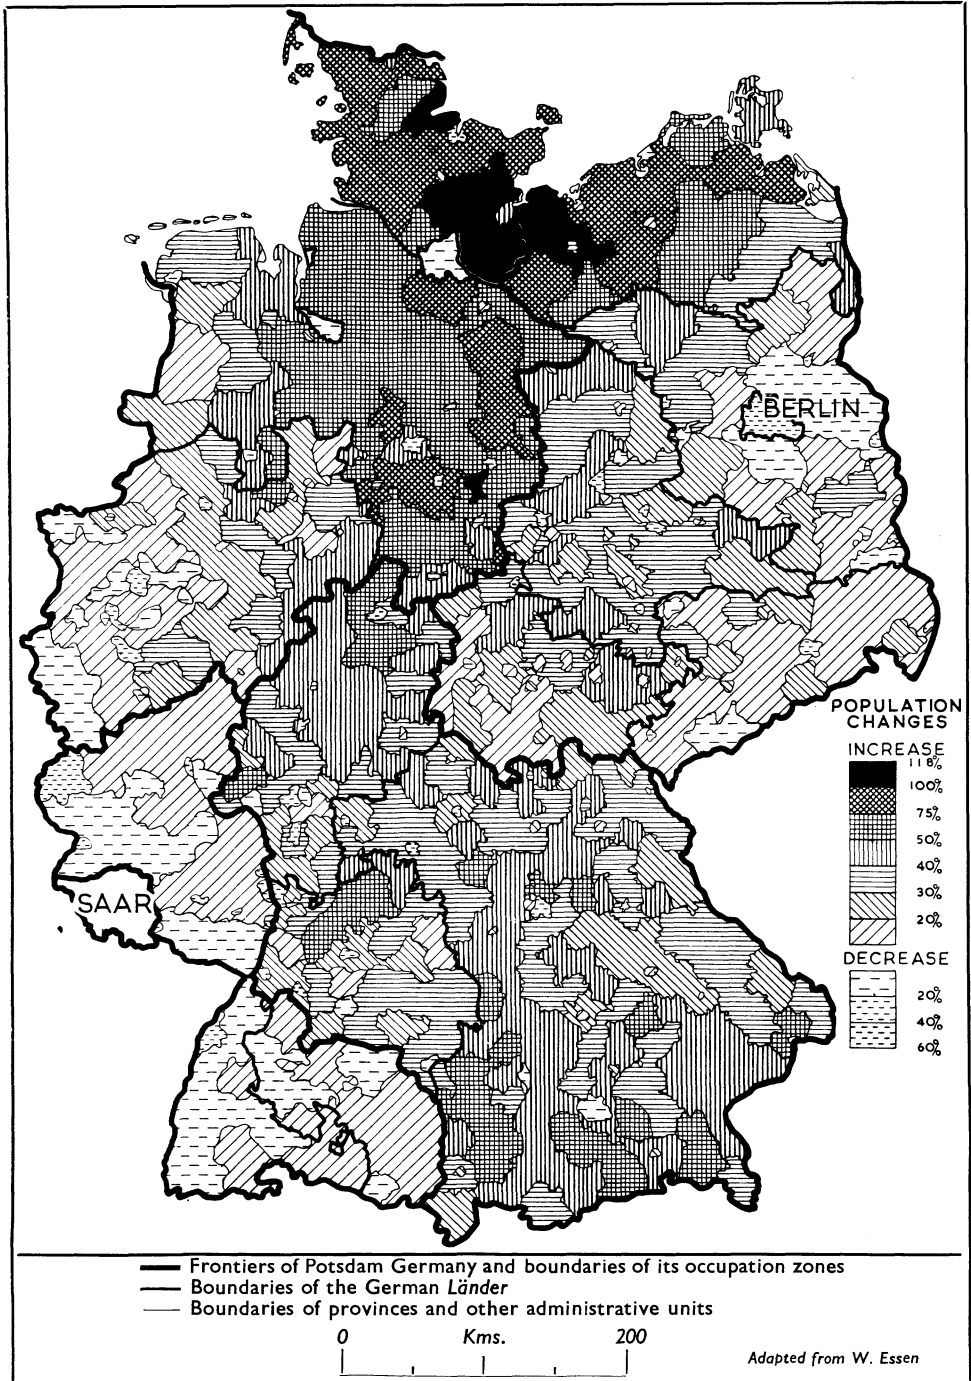 BERLIN
SAAR
POPULATION
CHANGES
INCREASE
118%
100%
75%
50%
40%
30%
20%
DECREASE
20%
40%
60%
Frontiers of Potsdam Germany and boundaries of its occupation zones
Boundaries of the German Länder
Boundaries of provinces and other administrative units
0 Kms. 200
Adapted from W. Essen